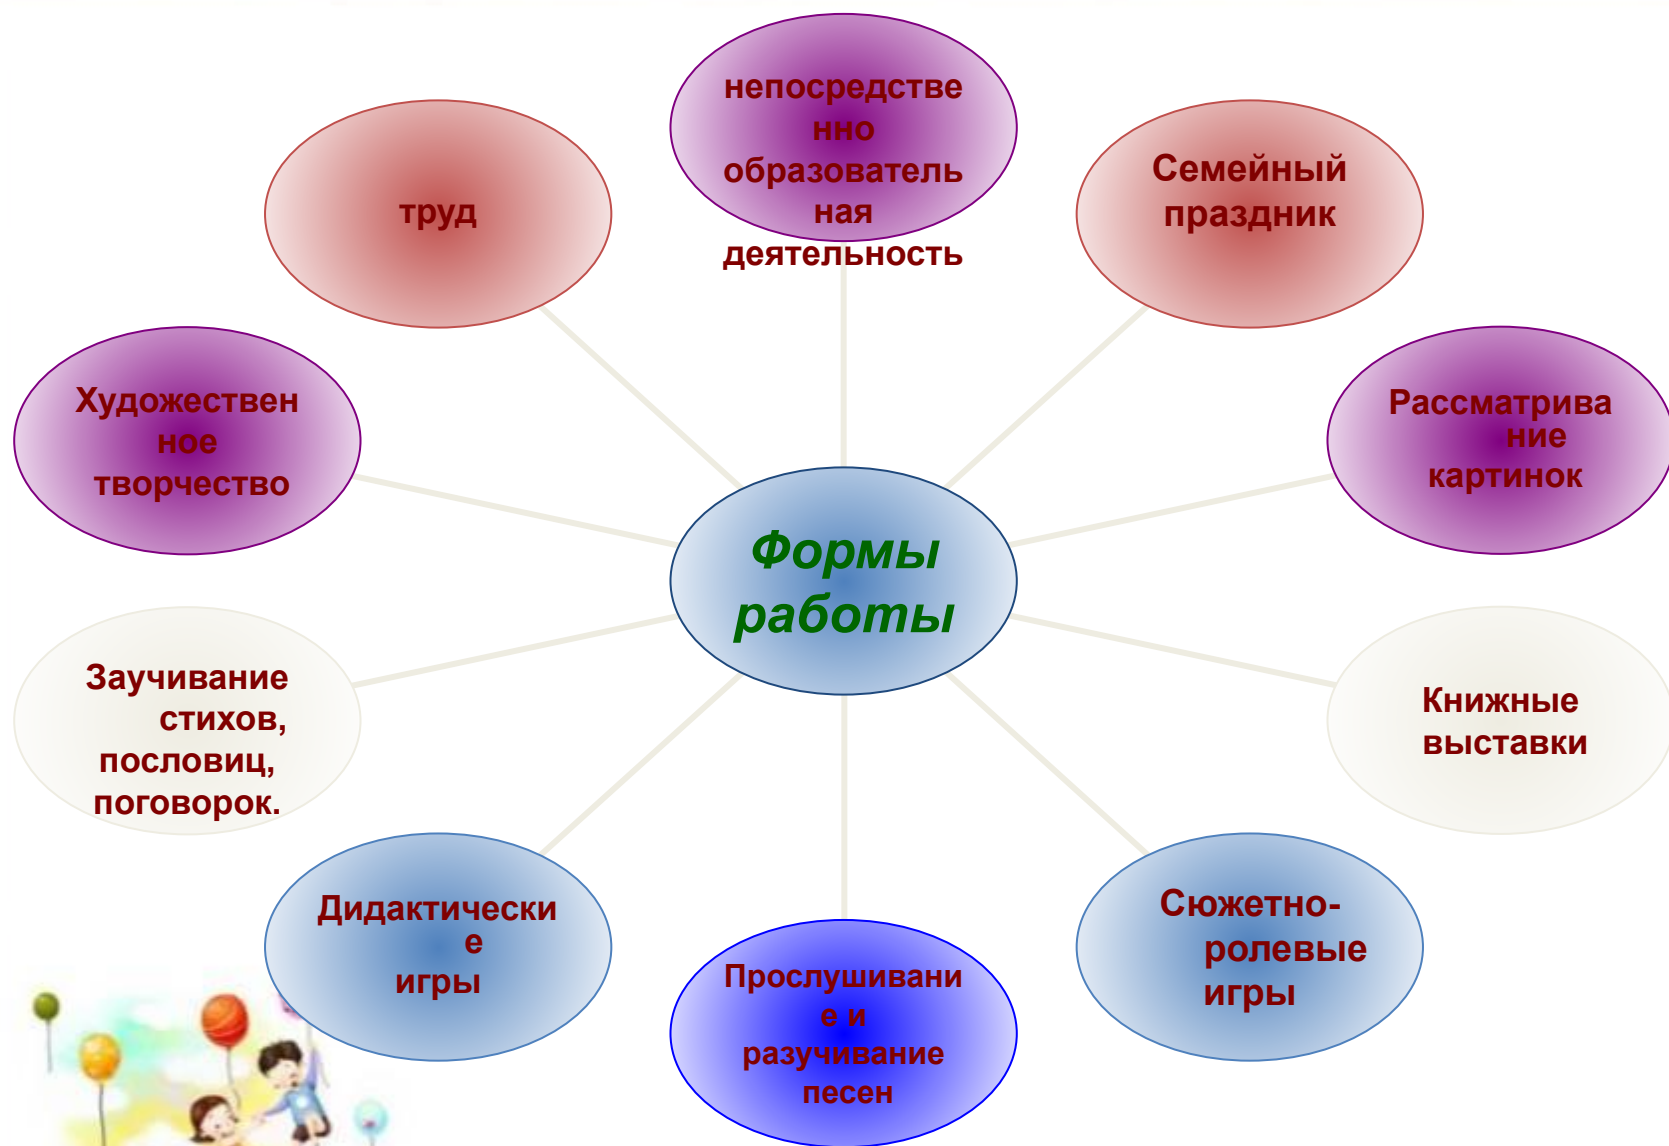 непосредстве
нно
образователь
ная
деятельность
Семейный
праздник
Рассматрива
ние
картинок
Книжные
выставки
Сюжетно-
ролевые
игры
Прослушивани
е и
разучивание
песен
Дидактически
е
игры
Заучивание
стихов,
пословиц,
поговорок.
Художествен
ное
творчество
труд
Формы
работы